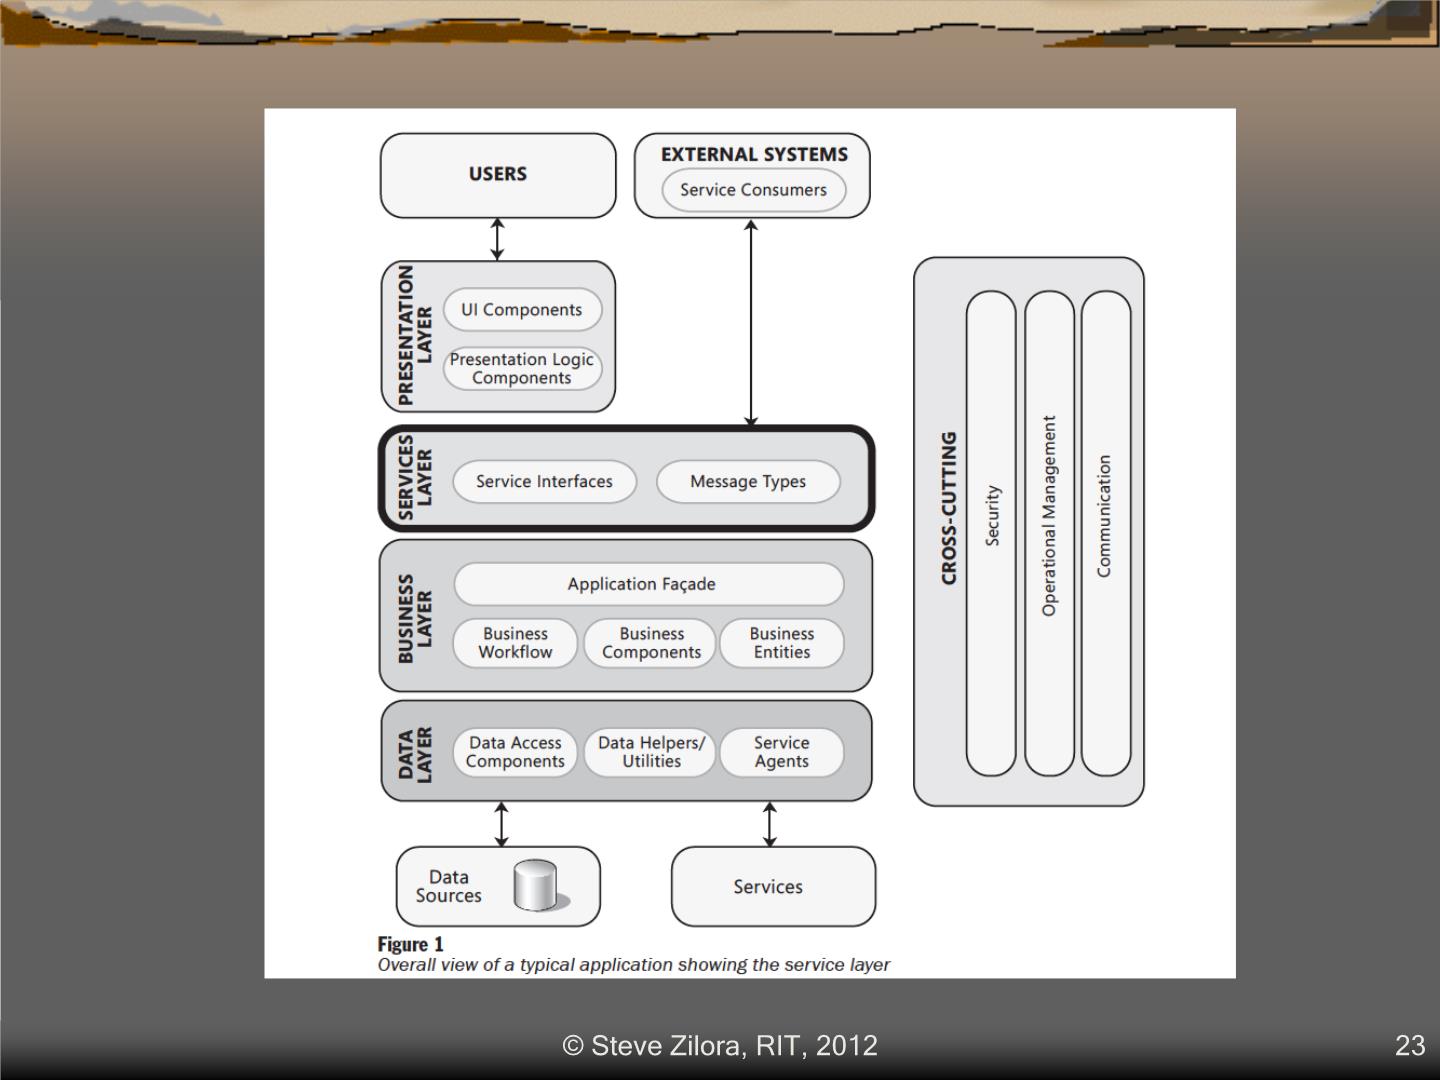 USERS
EXTERNAL SYSTEMS
Service Consumers
PRESENTATION
LAYER
UI Components
Presentation Logic
Components
SERVICES
LAYER
Service Interfaces
Message Types
BUSINESS
LAYER
Application Façade
Business
Workflow
Business
Components
Business
Entities
DATA
LAYER
Data Access
Components
Data Helpers/
Utilities
Service
Agents
Data
Sources
Services
CROSS-CUTTING
Security
Operational Management
Communication
Figure 1
Overall view of a typical application showing the service layer
© Steve Zilora, RIT, 2012
23